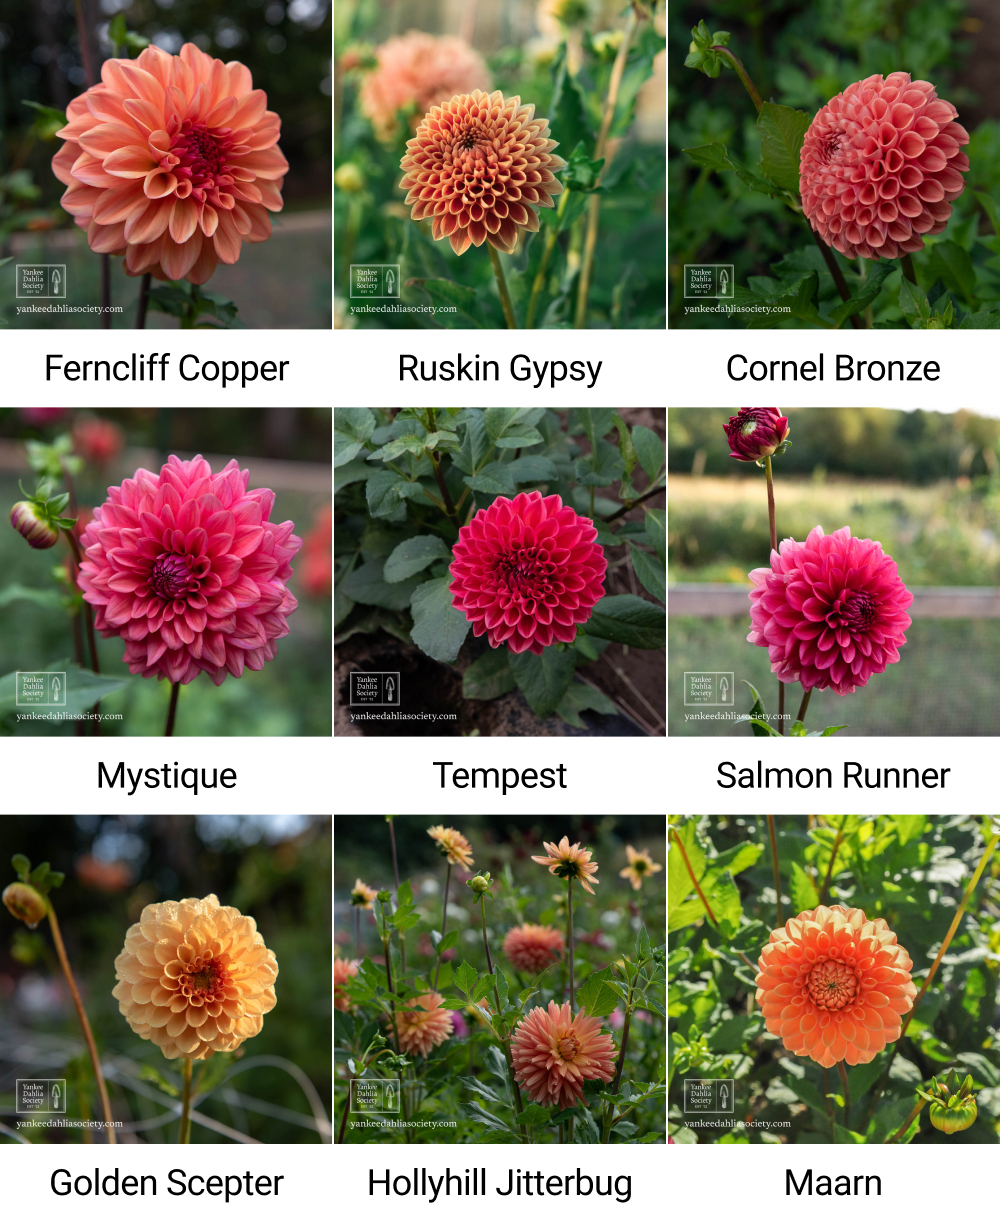 Yankee
Dahlia
Society
yankeedahliasociety.com
Yankee
Dahlia
Society
yankeedahliasociety.com
Yankee
Dahlia
Society
yankeedahliasociety.com
Ferncliff Copper
Ruskin Gypsy
Cornel Bronze
Yankee
Dahlia
Society
yankeedahliasociety.com
Yankee
Dahlia
Society
yankeedahliasociety.com
Yankee
Dahlia
Society
yankeedahliasociety.com
Mystique
Tempest
Salmon Runner
Yankee
Dahlia
Society
yankeedahliasociety.com
Yankee
Dahlia
Society
yankeedahliasociety.com
Yankee
Dahlia
Society
yankeedahliasociety.com
Golden Scepter
Hollyhill Jitterbug
Maarn